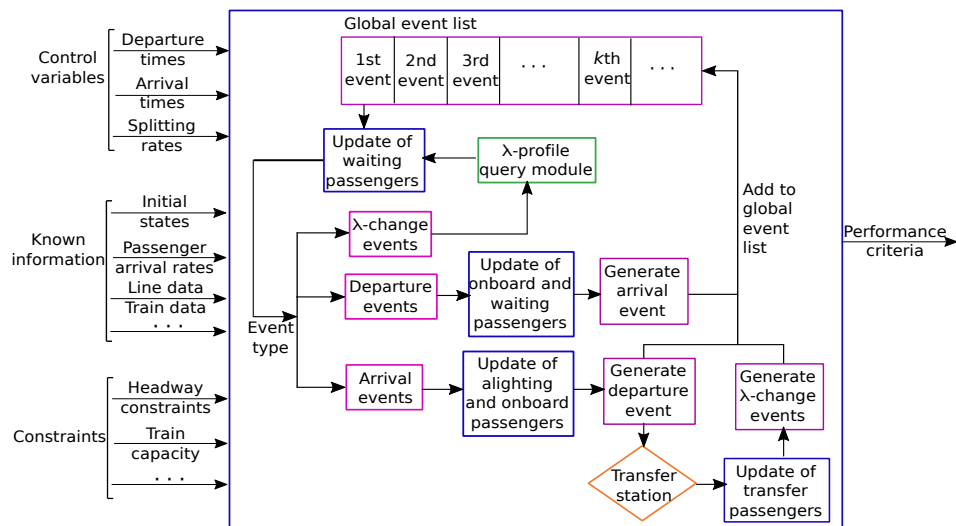 Control
variables
Departure
times
Arrival
times
Splitting
rates
Known
information
Initial
states
Passenger
arrival rates
Line data
Train data
. . .
Constraints
Headway
constraints
Train
capacity
. . .
Global event list
1st
event
2nd
event
3rd
event
. . .
kth
event
. . .
Update of
waiting
passengers
λ-profile
query module
λ-change
events
Departure
events
Update of
onboard and
waiting
passengers
Generate
arrival
event
Add to
global
event
list
Event
type
Arrival
events
Update of
alighting
and onboard
passengers
Generate
departure
event
Generate
λ-change
events
Transfer
station
Update of
transfer
passengers
Performance
criteria